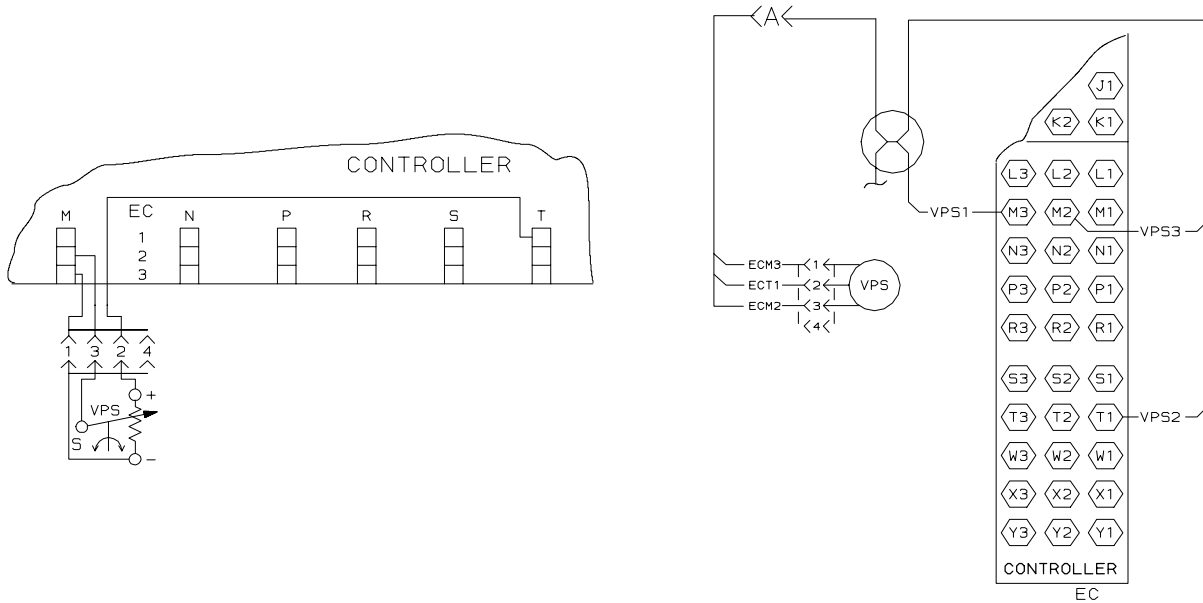 CONTROLLER
M EC N P R S T
1
2
3
1 3 2 4
+
VPS
S
−
A
J1
K2 K1
L3 L2 L1
VPS1 M3 M2 M1
VPS3
N3 N2 N1
ECM3 1
ECT1 2 VPS
ECM2 3
4
P3 P2 P1
R3 R2 R1
S3 S2 S1
T3 T2 T1 VPS2
W3 W2 W1
X3 X2 X1
Y3 Y2 Y1
CONTROLLER
EC